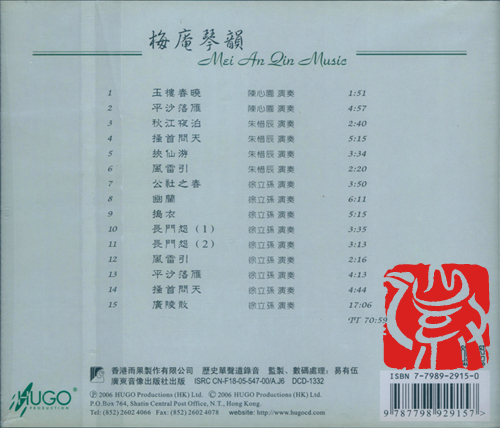 梅庵琴韻
Mei An Qin Music
1 玉樓春曉 陳心園 演奏 1:51
2 平沙落雁 陳心園 演奏 4:57
3 秋江夜泊 朱惜辰 演奏 2:40
4 搔首問天 朱惜辰 演奏 5:15
5 挾仙游 朱惜辰 演奏 3:34
6 風雷引 朱惜辰 演奏 2:20
7 公社之春 徐立孫 演奏 3:50
8 幽蘭 徐立孫 演奏 6:11
9 搗衣 徐立孫 演奏 5:15
10 長門怨 (1) 徐立孫 演奏 3:35
11 長門怨 (2) 徐立孫 演奏 3:13
12 風雷引 徐立孫 演奏 2:16
13 平沙落雁 徐立孫 演奏 4:13
14 搔首問天 徐立孫 演奏 4:44
15 廣陵散 徐立孫 演奏 17:06
PT 70:59
ISBN 7-7989-2915-0
香港雨果製作有限公司 歷史單聲道錄音 監製、數碼處理:易有伍
廣東音像出版社出版 ISRC CN-F18-05-547-00/A.J6 DCD-1332
HUGO
PRODUCTION
℗ 2006 HUGO Productions (HK) Ltd. © 2006 HUGO Productions (HK) Ltd.
P.O.Box 764, Shatin Central Post Office, N.T., Hong Kong.
Tel: (852) 2602 4066 Fax: (852) 2602 4078 website: http://www.hugocd.com
9 787798 929157 >